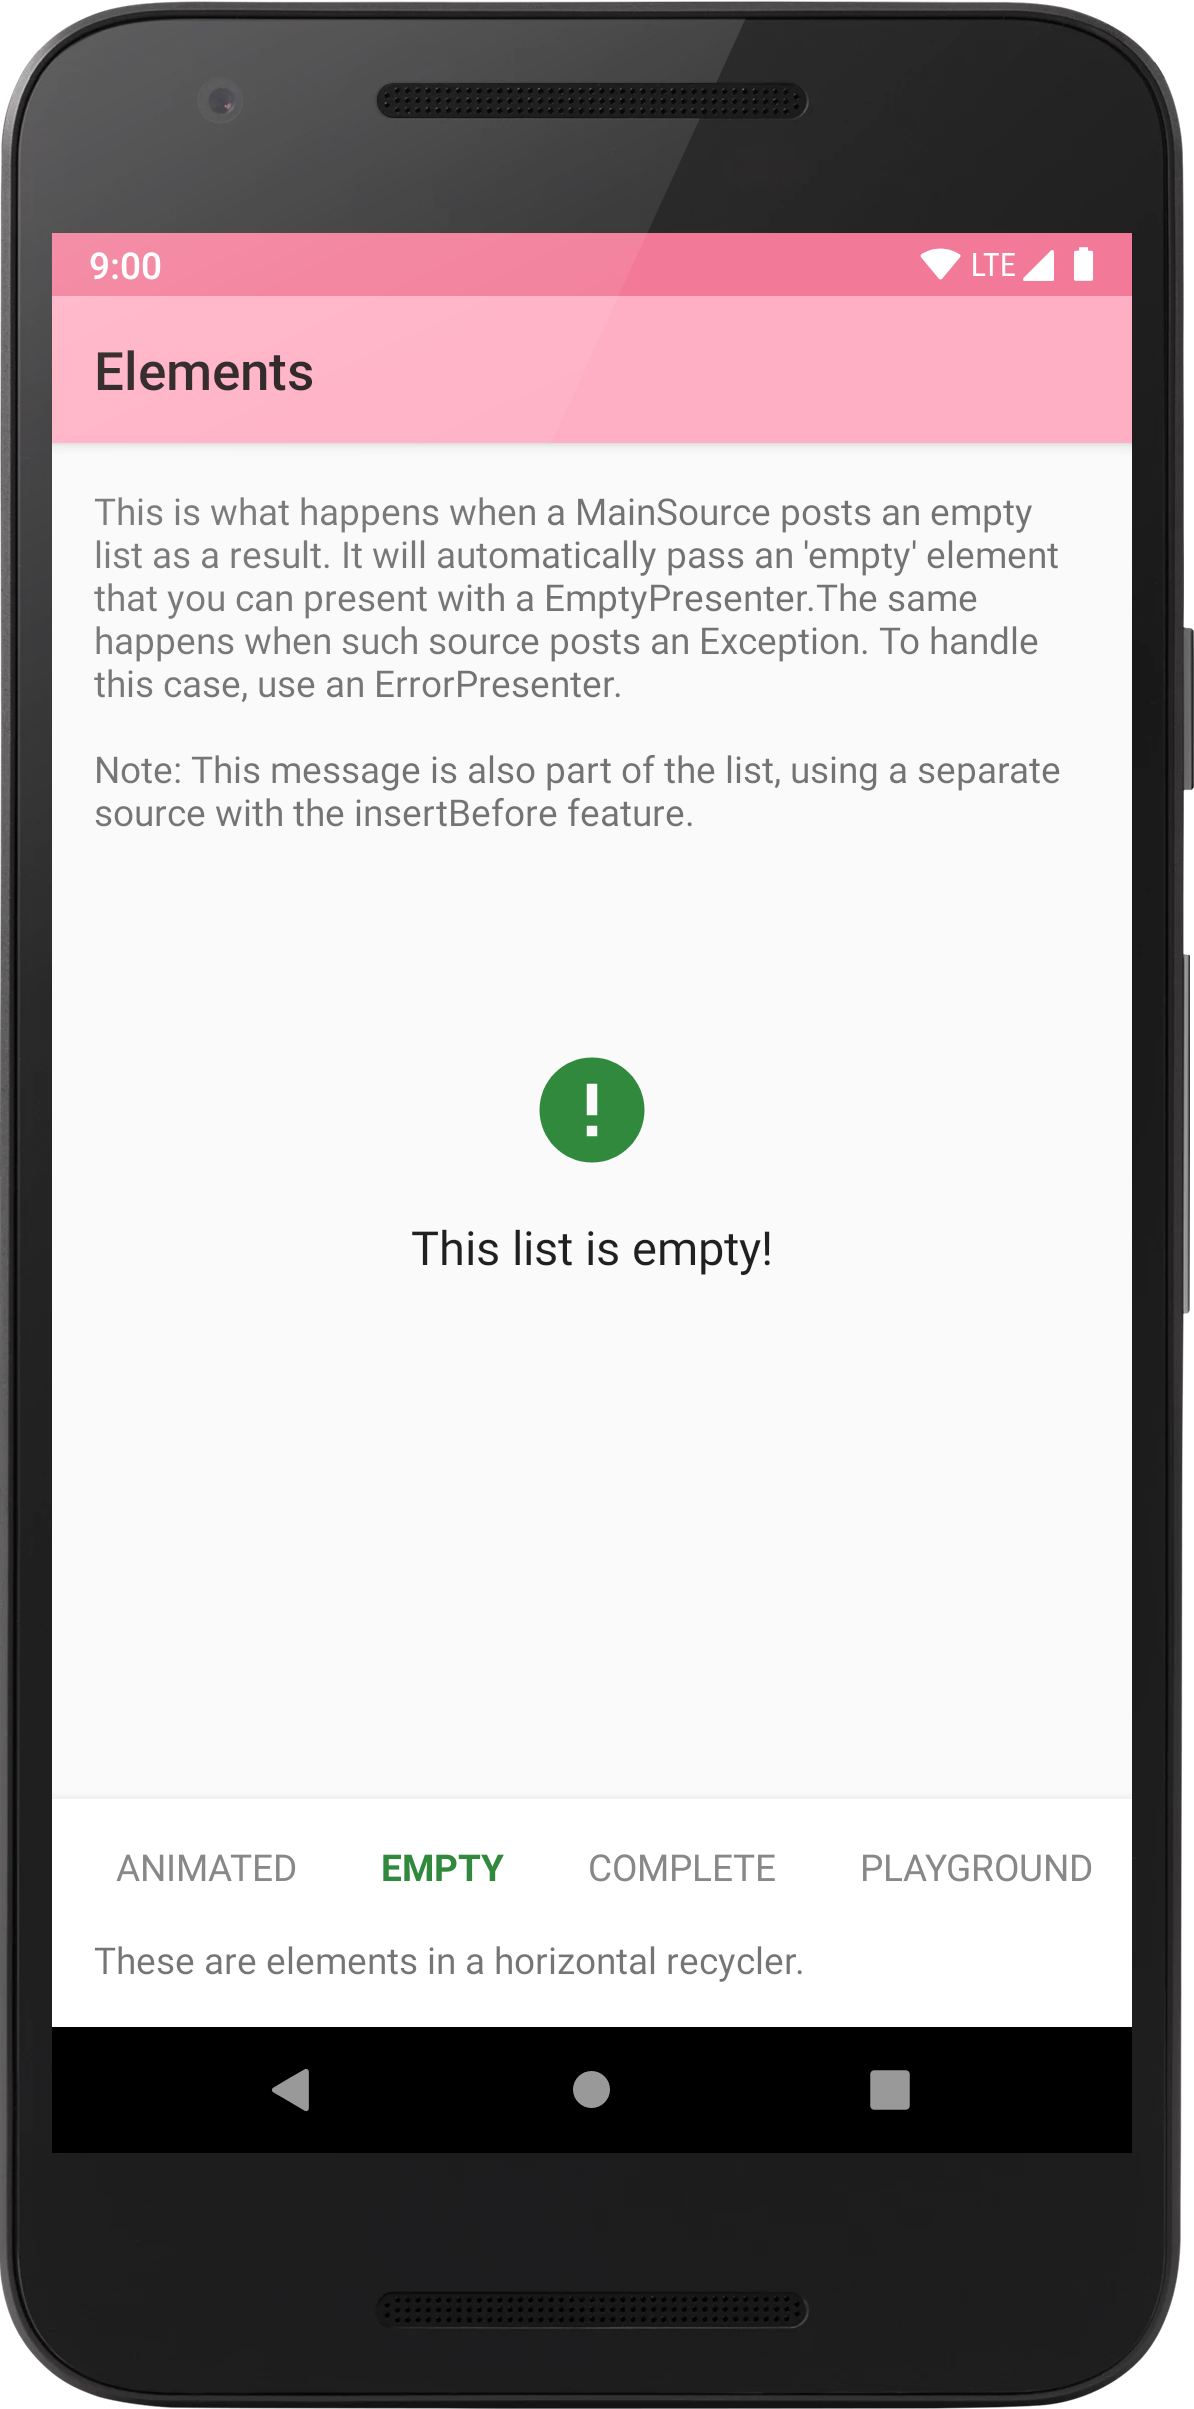 9:00 LTE
Elements
This is what happens when a MainSource posts an empty
list as a result. It will automatically pass an 'empty' element
that you can present with a EmptyPresenter.The same
happens when such source posts an Exception. To handle
this case, use an ErrorPresenter.
Note: This message is also part of the list, using a separate
source with the insertBefore feature.
This list is empty!
ANIMATED EMPTY COMPLETE PLAYGROUND
These are elements in a horizontal recycler.